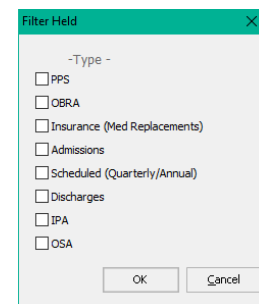 Filter Held
-Type -
PPS
OBRA
Insurance (Med Replacements)
Admissions
Scheduled (Quarterly/Annual)
Discharges
IPA
OSA
OK Cancel